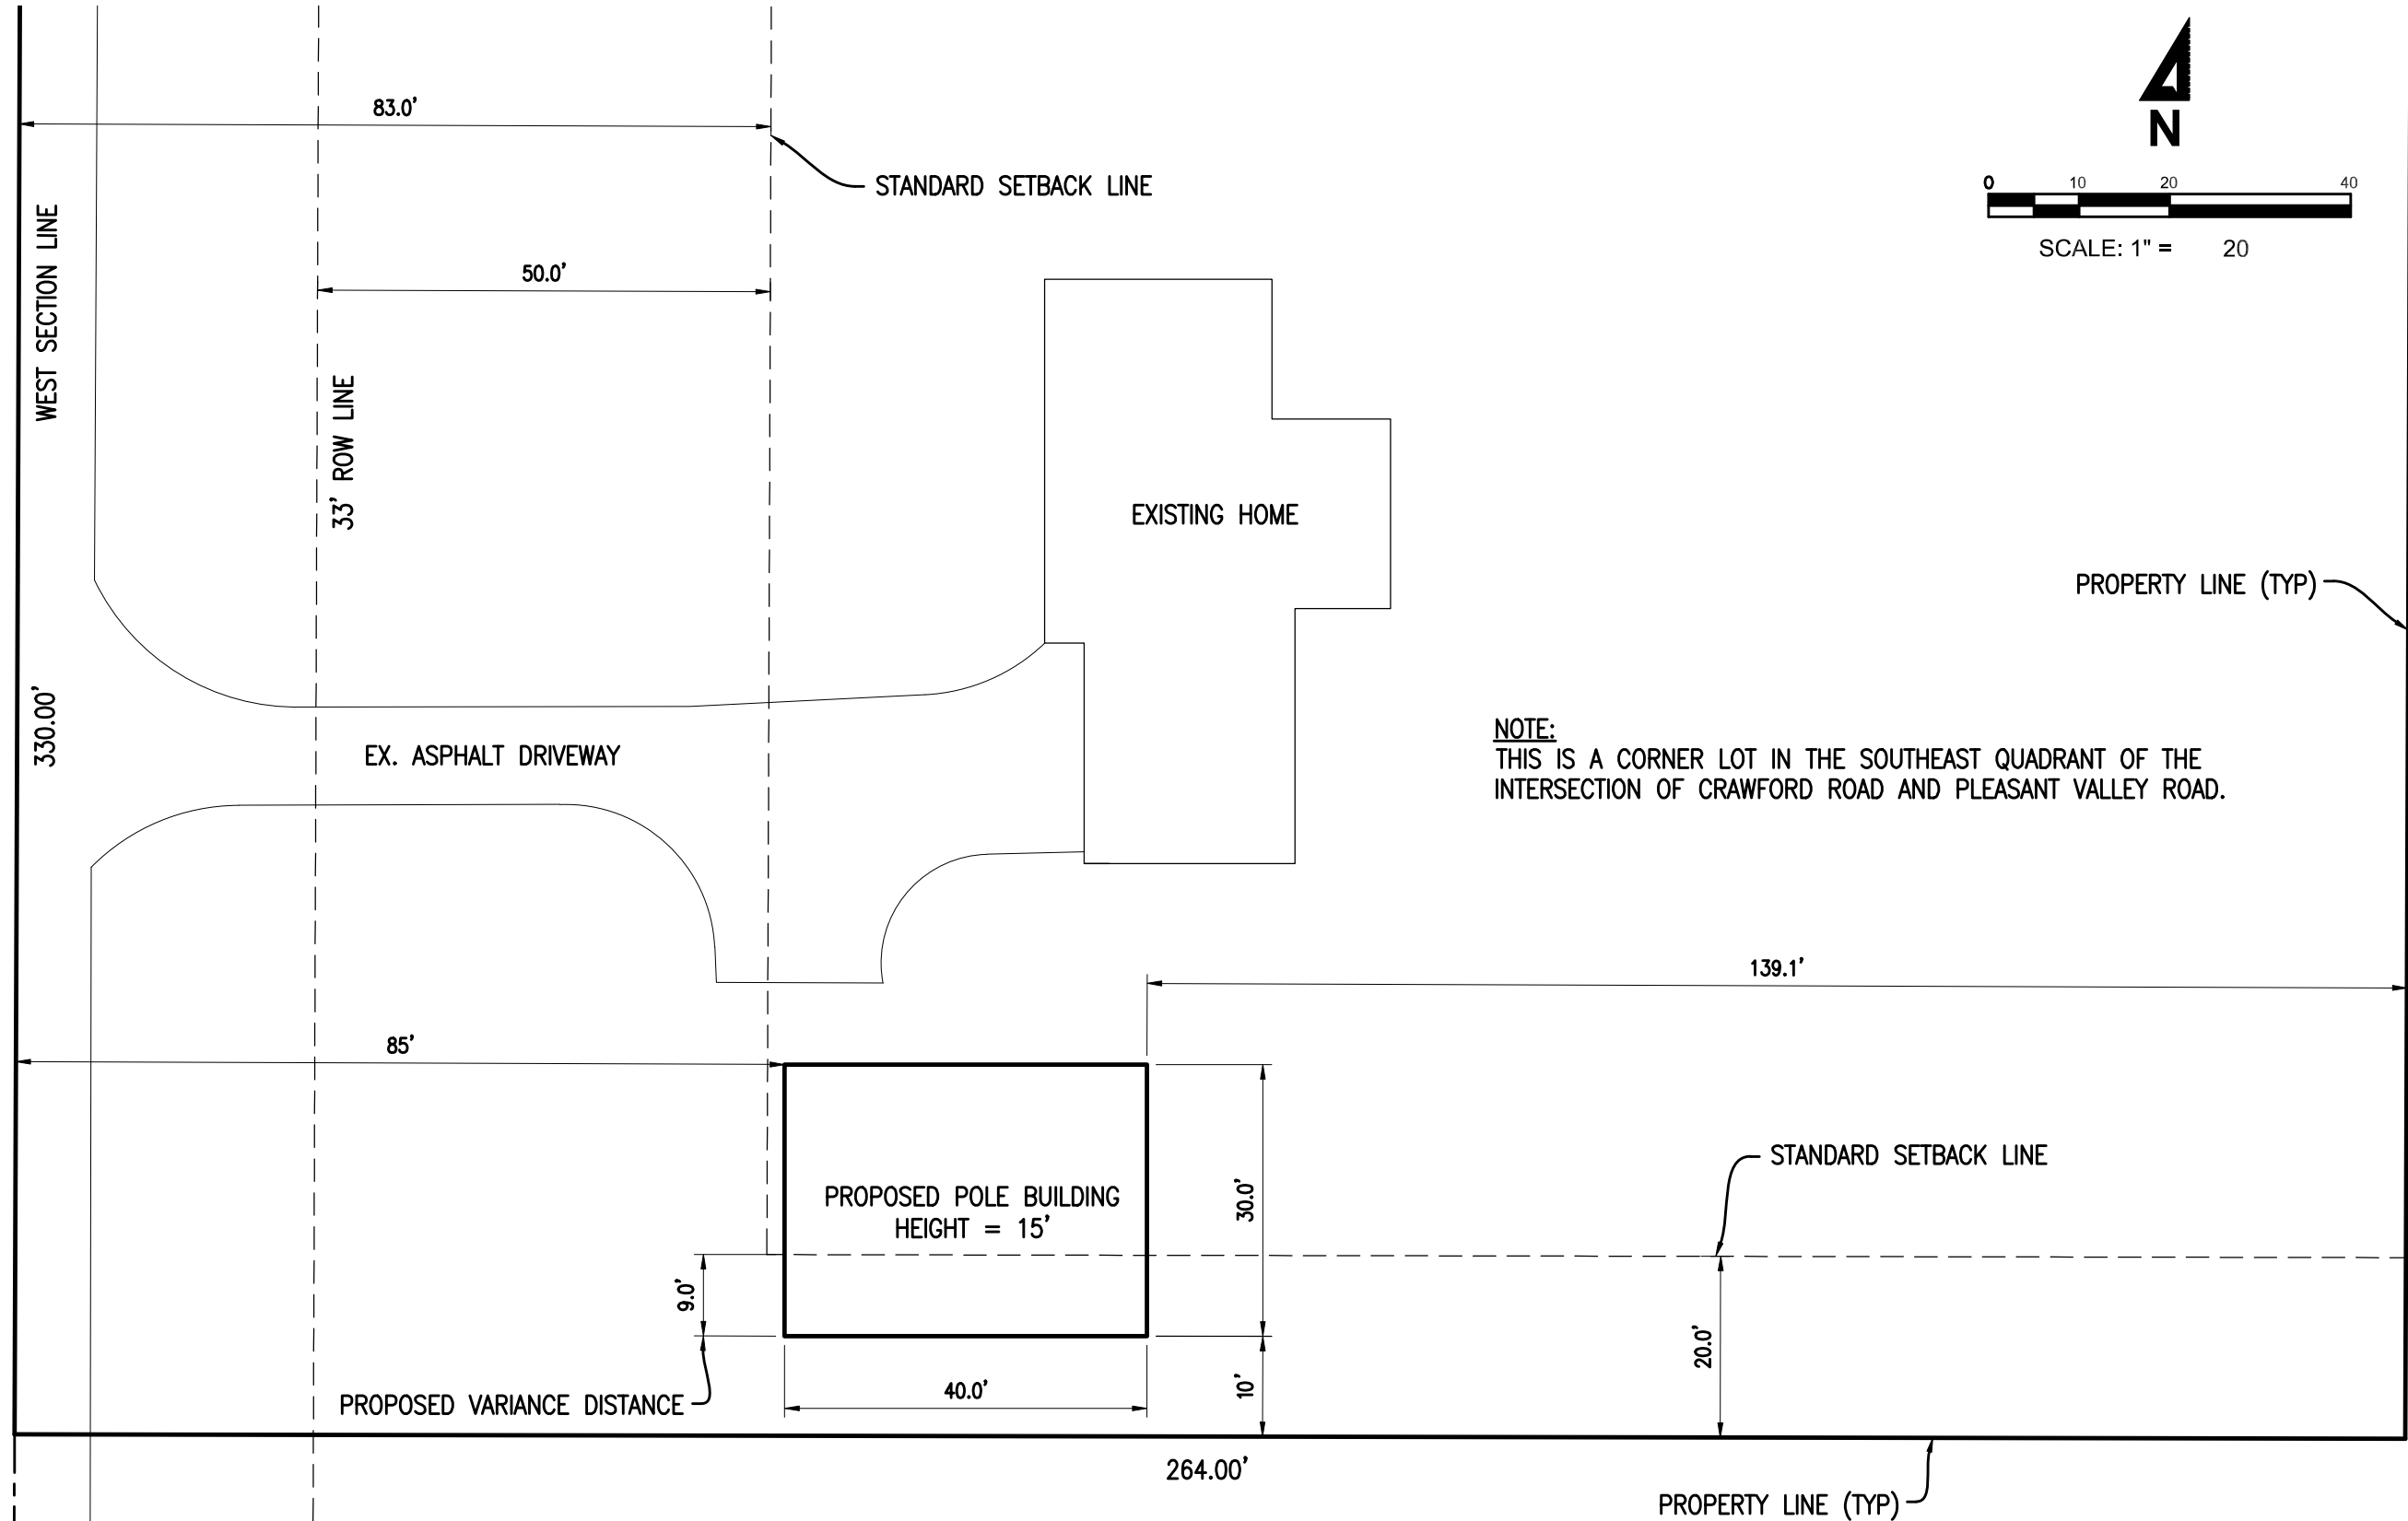 83.0'
N
STANDARD SETBACK LINE
0 10 20 40
SCALE: 1" = 20
WEST SECTION LINE
50.0'
33' ROW LINE
EXISTING HOME
PROPERTY LINE (TYP)
330.00'
EX. ASPHALT DRIVEWAY
NOTE:
THIS IS A CORNER LOT IN THE SOUTHEAST QUADRANT OF THE
INTERSECTION OF CRAWFORD ROAD AND PLEASANT VALLEY ROAD.
139.1'
85'
STANDARD SETBACK LINE
PROPOSED POLE BUILDING
HEIGHT = 15'
30.0'
9.0'
20.0'
PROPOSED VARIANCE DISTANCE
40.0'
10'
264.00'
PROPERTY LINE (TYP)